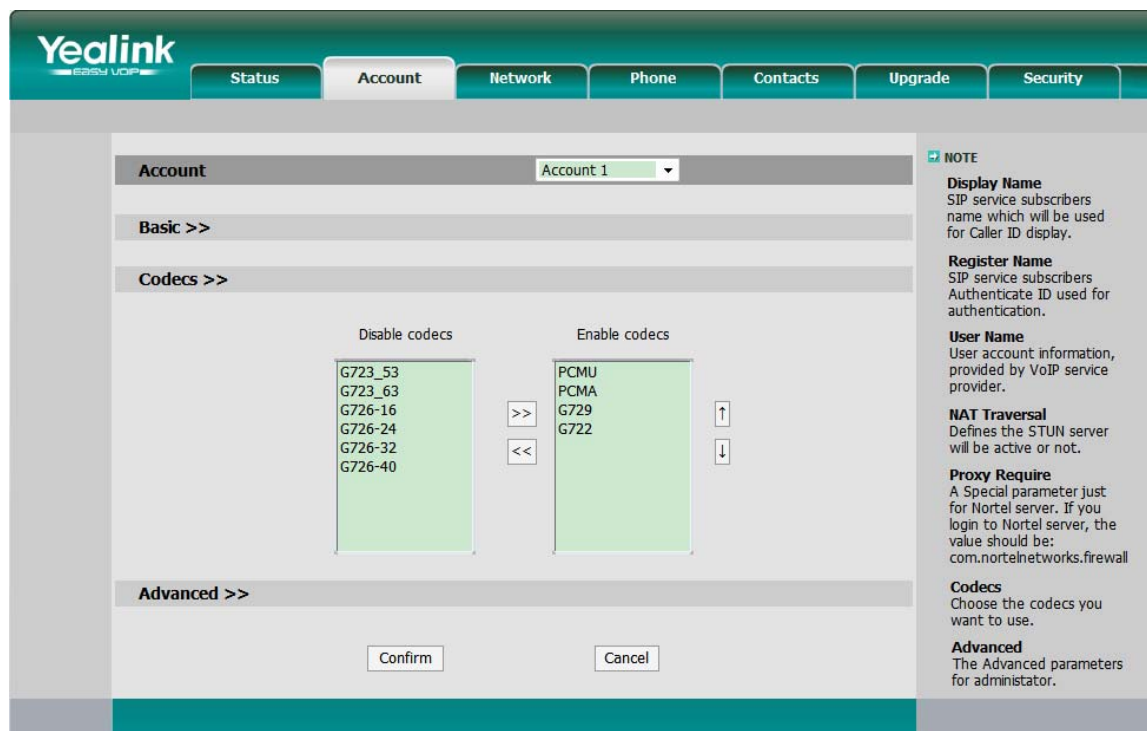 Yealink
EASY VOIP
Status
Account
Network
Phone
Contacts
Upgrade
Security
Account
Account 1
Basic >>
Codecs >>
Disable codecs
Enable codecs
G723_53
G723_63
G726-16
G726-24
G726-32
G726-40
>>
<<
PCMU
PCMA
G729
G722
↑
↓
Advanced >>
Confirm
Cancel
NOTE
Display Name
SIP service subscribers
name which will be used
for Caller ID display.
Register Name
SIP service subscribers
Authenticate ID used for
authentication.
User Name
User account information,
provided by VoIP service
provider.
NAT Traversal
Defines the STUN server
will be active or not.
Proxy Require
A Special parameter just
for Nortel server. If you
login to Nortel server, the
value should be:
com.nortelnetworks.firewall
Codecs
Choose the codecs you
want to use.
Advanced
The Advanced parameters
for administator.